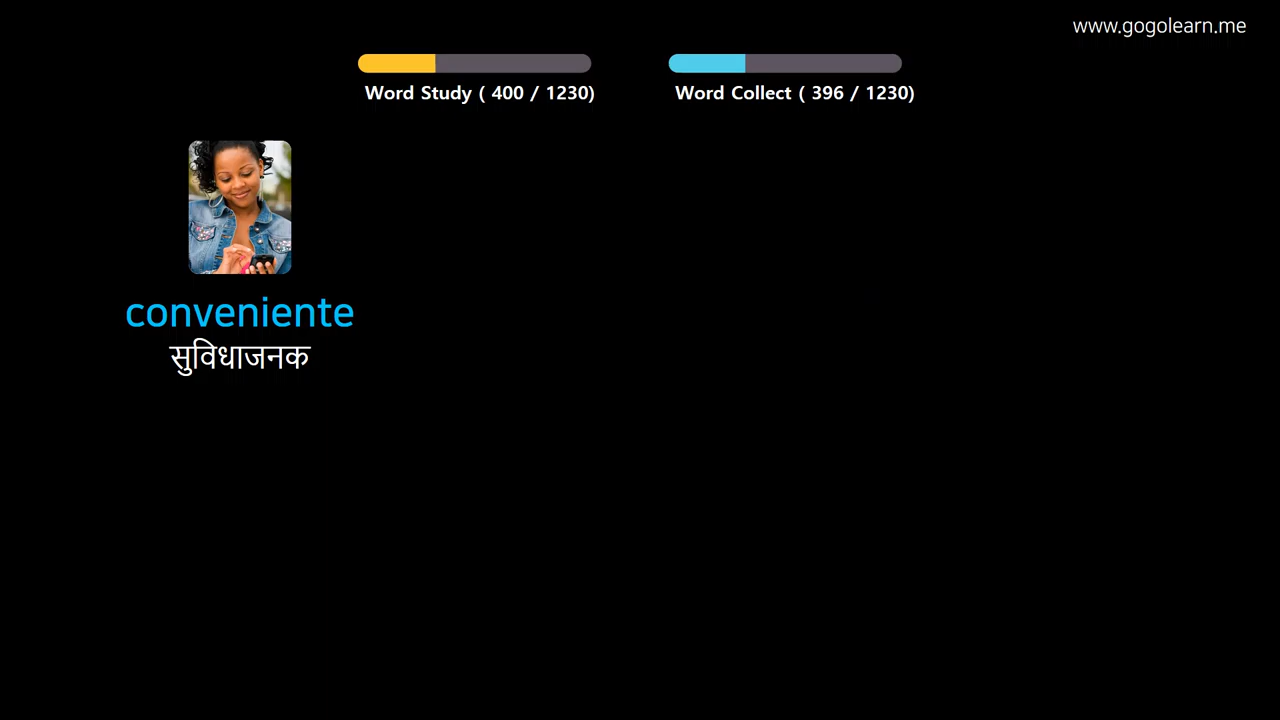 www.gogolearn.me
Word Study ( 400 / 1230)
Word Collect ( 396 / 1230)
conveniente
सुविधाजनक